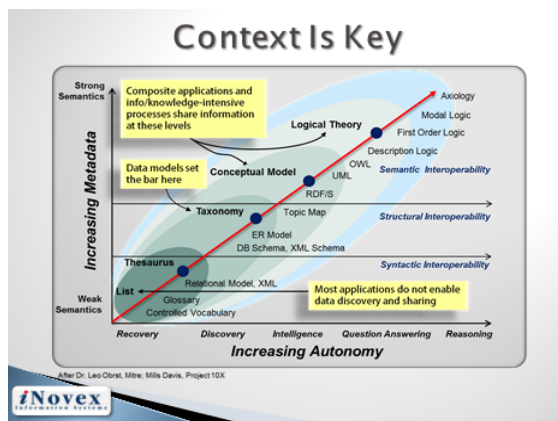 Context Is Key
Strong
Semantics
Increasing Metadata
Weak
Semantics
Composite applications and
info/knowledge-intensive
processes share information
at these levels
Data models set
the bar here
Axiology
Modal Logic
Logical Theory
First Order Logic
Description Logic
OWL
Semantic Interoperability
Conceptual Model
UML
RDF/S
Taxonomy
Topic Map
Structural Interoperability
ER Model
DB Schema, XML Schema
Thesaurus
Syntactic Interoperability
Relational Model, XML
List
Most applications do not enable
data discovery and sharing
Glossary
Controlled Vocabulary
Recovery Discovery Intelligence Question Answering Reasoning
Increasing Autonomy
After Dr. Leo Obrst, Mitre; Mills Davis, Project 10X
iNovex
Information Systems